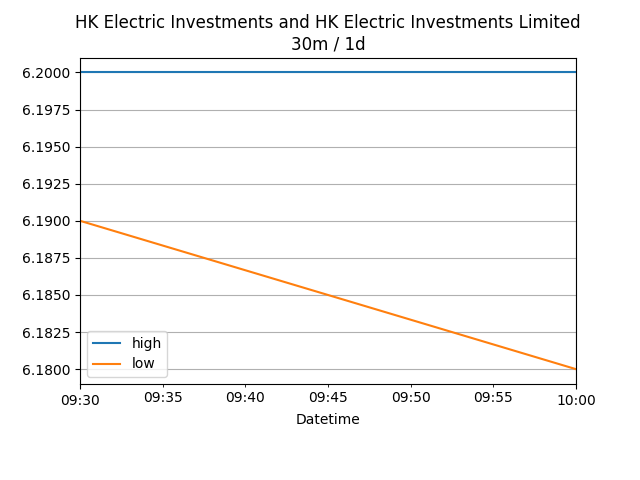 HK Electric Investments and HK Electric Investments Limited
30m / 1d
6.2000
6.1975
6.1950
6.1925
6.1900
6.1875
6.1850
6.1825
6.1800
high
low
09:30 09:35 09:40 09:45 09:50 09:55 10:00
Datetime